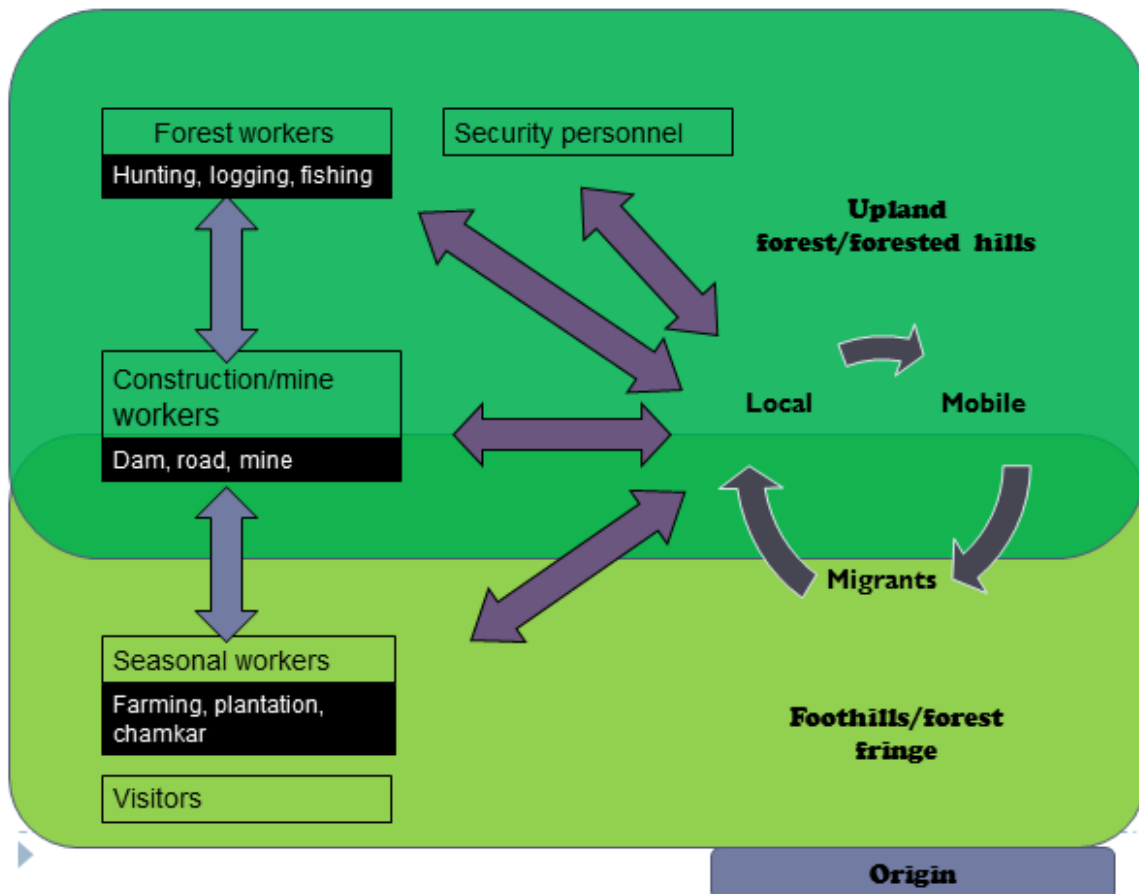 Forest workers
Hunting, logging, fishing
Security personnel
Upland
forest/forested hills
Construction/mine
workers
Dam, road, mine
Local
Mobile
Migrants
Seasonal workers
Farming, plantation,
chamkar
Foothills/forest
fringe
Visitors
Origin